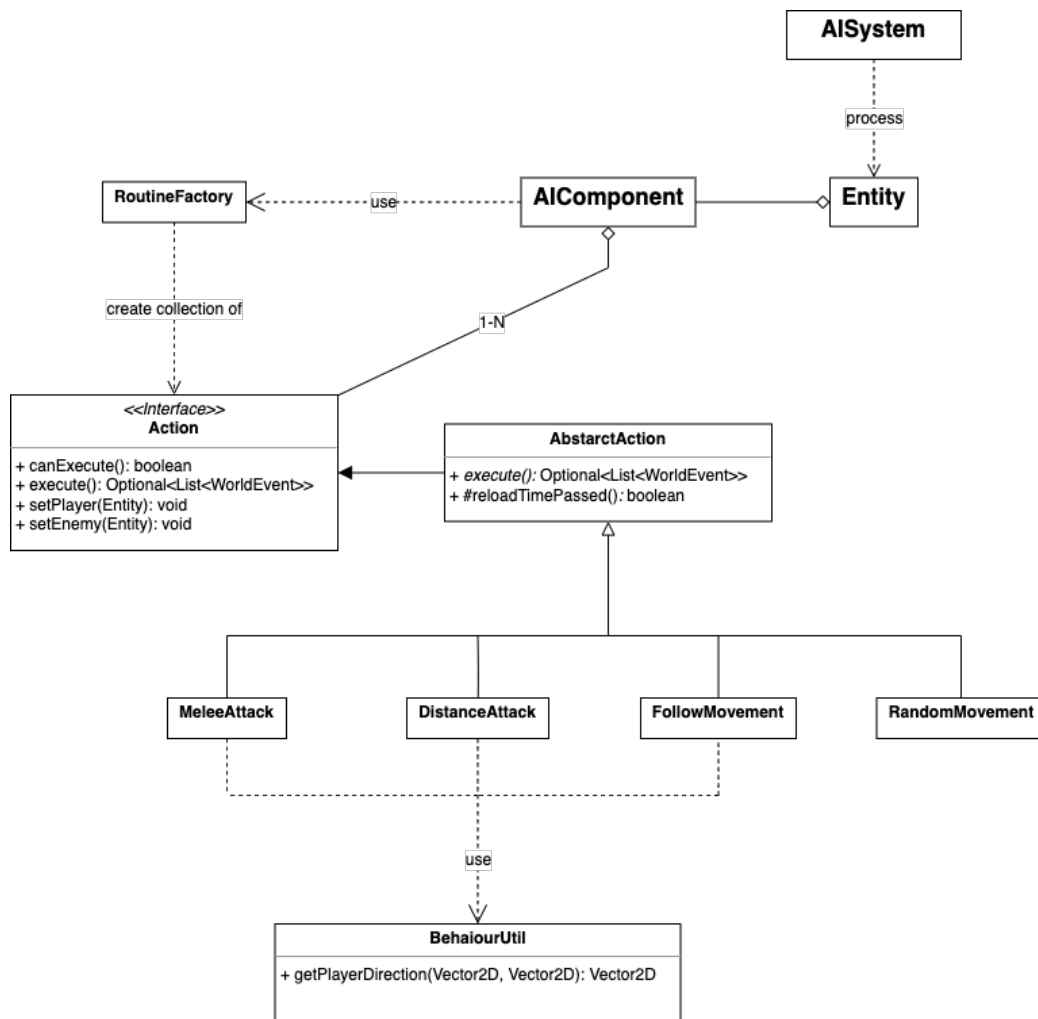 AISystem
process
RoutineFactory
use
AIComponent
Entity
create collection of
1-N
<<Interface>>
Action
+ canExecute(): boolean
+ execute(): Optional<List<WorldEvent>>
+ setPlayer(Entity): void
+ setEnemy(Entity): void
AbstarctAction
+ execute(): Optional<List<WorldEvent>>
+ #reloadTimePassed(): boolean
MeleeAttack
DistanceAttack
FollowMovement
RandomMovement
use
BehaiourUtil
+ getPlayerDirection(Vector2D, Vector2D): Vector2D